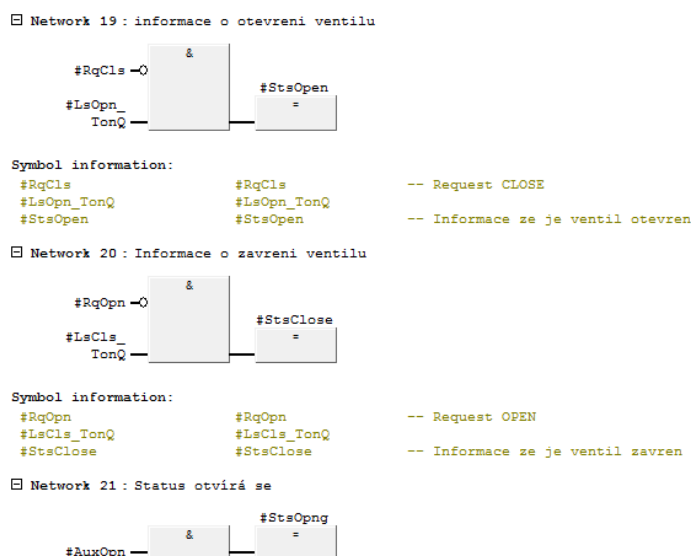 Network 19 : informace o otevreni ventilu
&
#RqCls
#StsOpen
=
#LsOpn_
TonQ
Symbol information:
#RqCls #RqCls -- Request CLOSE
#LsOpn_TonQ #LsOpn_TonQ
#StsOpen #StsOpen -- Informace ze je ventil otevren
Network 20 : Informace o zavreni ventilu
&
#RqOpn
#StsClose
=
#LsCls_
TonQ
Symbol information:
#RqOpn #RqOpn -- Request OPEN
#LsCls_TonQ #LsCls_TonQ
#StsClose #StsClose -- Informace ze je ventil zavren
Network 21 : Status otvírá se
#StsOpng
& =
#AuxOpn